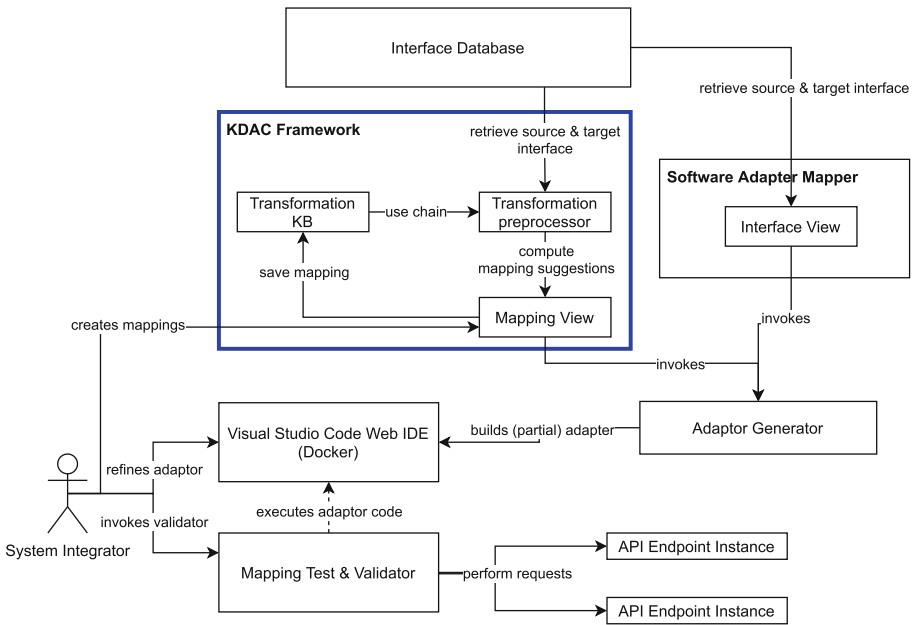 Interface Database
retrieve source & target interface
KDAC Framework
retrieve source & target
interface
Software Adapter Mapper
Transformation
KB
use chain
Transformation
preprocessor
Interface View
compute
mapping suggestions
save mapping
Mapping View
creates mappings
invokes
invokes
Visual Studio Code Web IDE
(Docker)
builds (partial) adapter
Adaptor Generator
refines adaptor
executes adaptor code
invokes validator
System Integrator
Mapping Test & Validator
perform requests
API Endpoint Instance
API Endpoint Instance